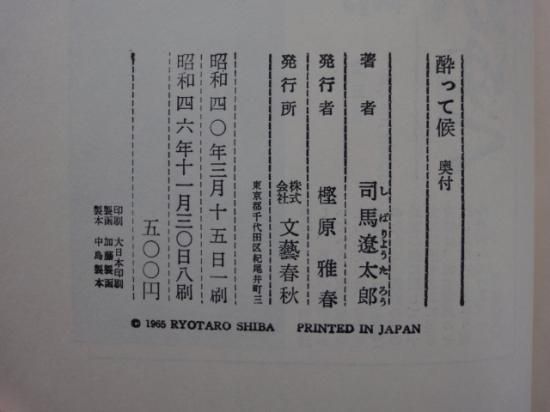 酔って候 奥付
著者 司馬遼太郎
しばりょうたろう
発行者 樫原雅春
発行所 株式会社 文藝春秋
東京都千代田区紀尾井町三
昭和四〇年三月十五日一刷
昭和四六年十一月三〇日八刷
五〇〇円
印刷 大日本印刷
製函 加藤製函
製本 中島製本
© 1965 RYOTARO SHIBA PRINTED IN JAPAN